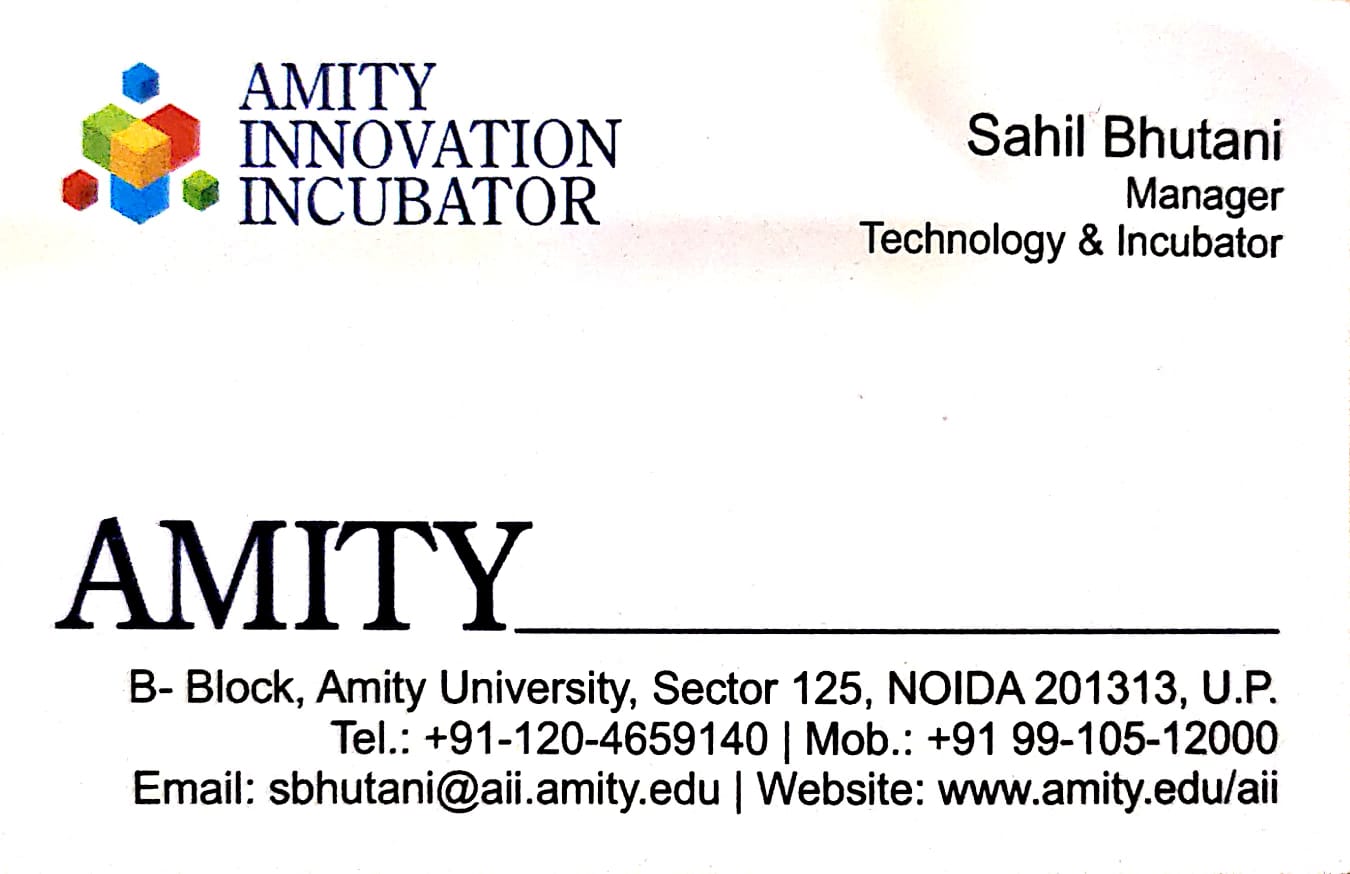 AMITY
INNOVATION
INCUBATOR
Sahil Bhutani
Manager
Technology & Incubator
AMITY
B- Block, Amity University, Sector 125, NOIDA 201313, U.P.
Tel.: +91-120-4659140 | Mob.: +91 99-105-12000
Email: sbhutani@aii.amity.edu | Website: www.amity.edu/aii